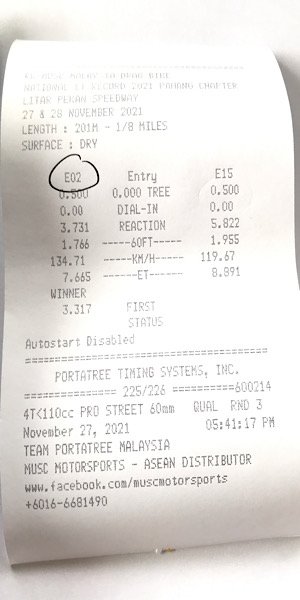 MUSC MALAYSIA DRAG BIKE
NATIONAL ET RECORD 2021 PAHANG CHAPTER
LITAR PEKAN SPEEDWAY
27 & 28 NOVEMBER 2021
LENGTH : 201M - 1/8 MILES
SURFACE : DRY
E02 Entry E15
0.500 0.000 TREE 0.500
0.00 DIAL-IN 0.00
3.731 REACTION 5.822
1.766 -----60FT----- 1.955
134.71 -----KM/H----- 119.67
7.665 ------ET------ 8.891
WINNER
3.317 FIRST
STATUS
Autostart Disabled
======================================
PORTATREE TIMING SYSTEMS, INC.
=============== 225/226 ==========600214
4T<110cc PRO STREET 60mm QUAL RND 3
November 27, 2021 05:41:17 PM
TEAM PORTATREE MALAYSIA
MUSC MOTORSPORTS - ASEAN DISTRIBUTOR
www.facebook.com/muscmotorsports
+6016-6681490